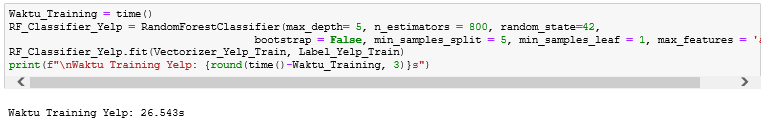 Waktu_Training = time()
RF_Classifier_Yelp = RandomForestClassifier(max_depth= 5, n_estimators = 800, random_state=42,
bootstrap = False, min_samples_split = 5, min_samples_leaf = 1, max_features = '
RF_Classifier_Yelp.fit(Vectorizer_Yelp_Train, Label_Yelp_Train)
print(f"\nWaktu Training Yelp: {round(time()-Waktu_Training, 3)}s")
Waktu Training Yelp: 26.543s